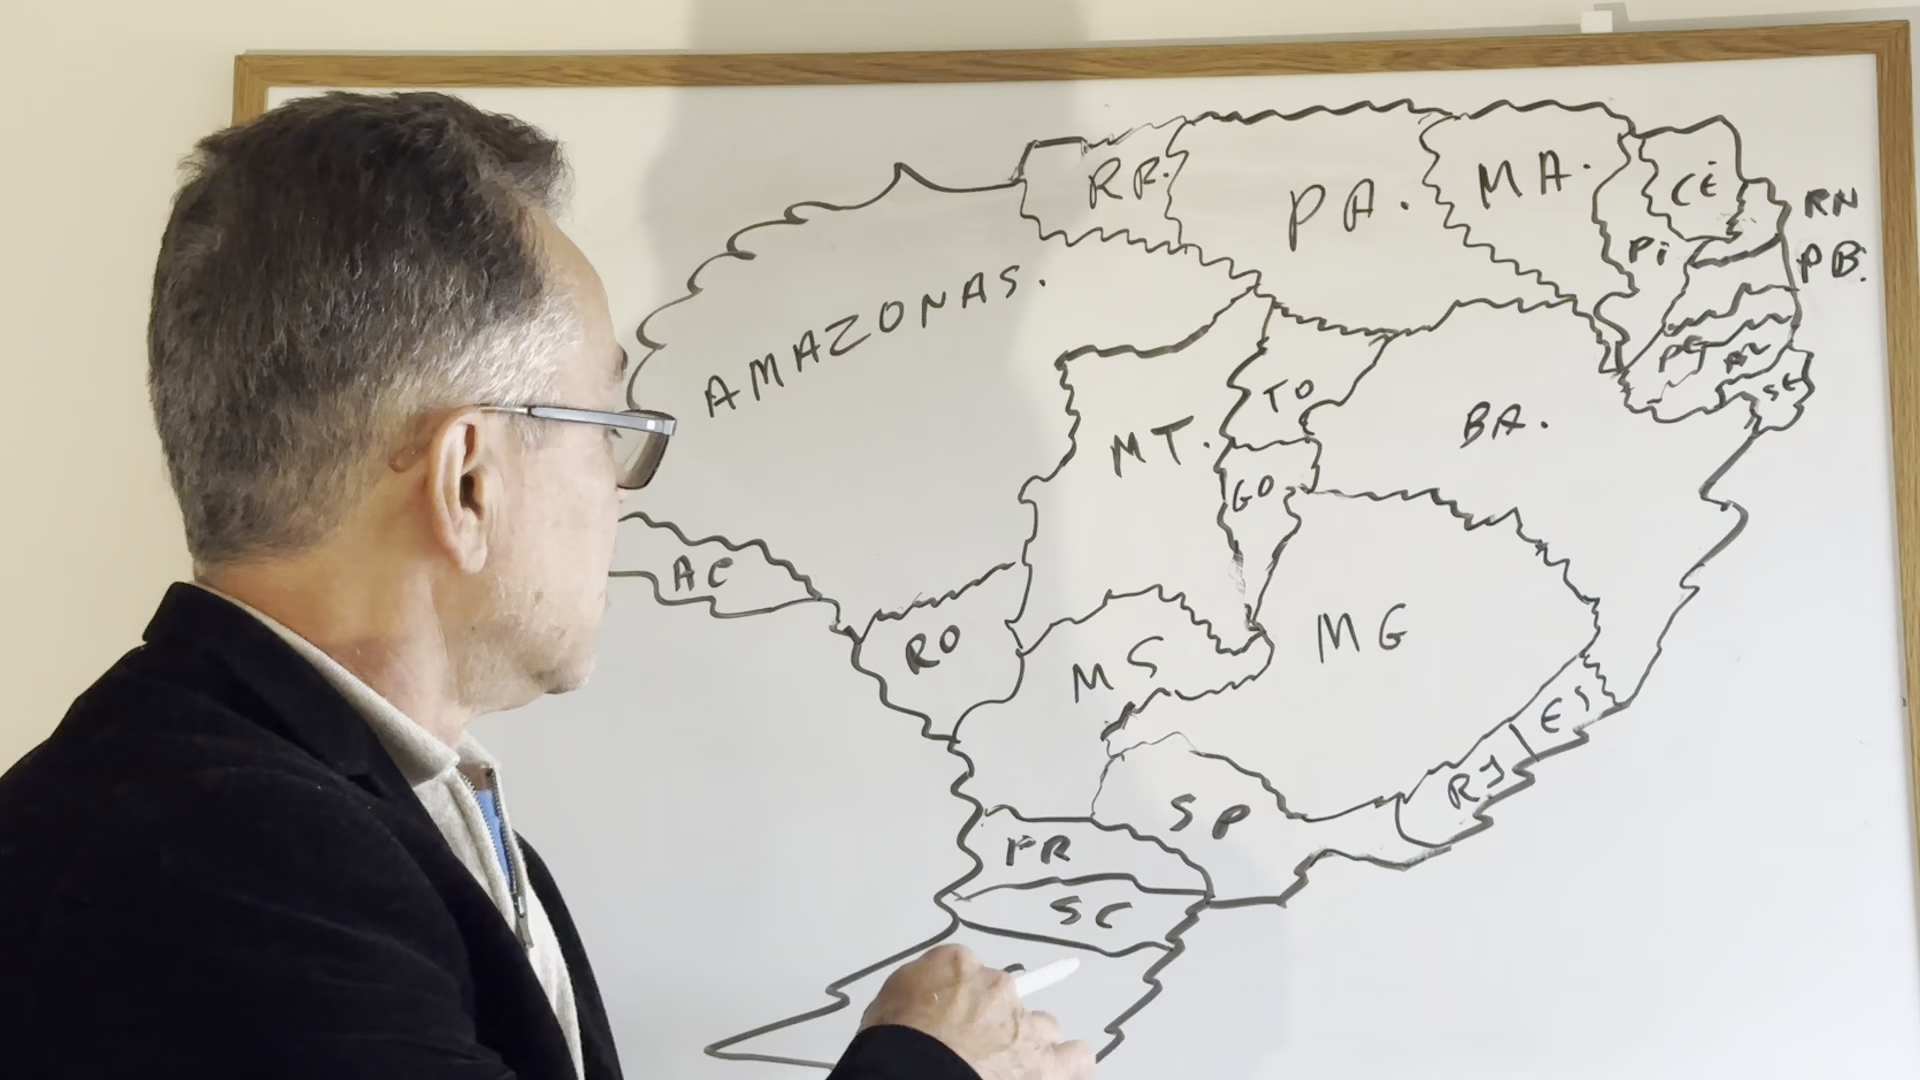 RR.
PA.
MA.
CE
RN
Pi
PB.
AMAZONAS.
MT.
TO
BA.
PE
AL
SE
GO
AC
RO
MS
MG
ES
RJ
SP
PR
SC